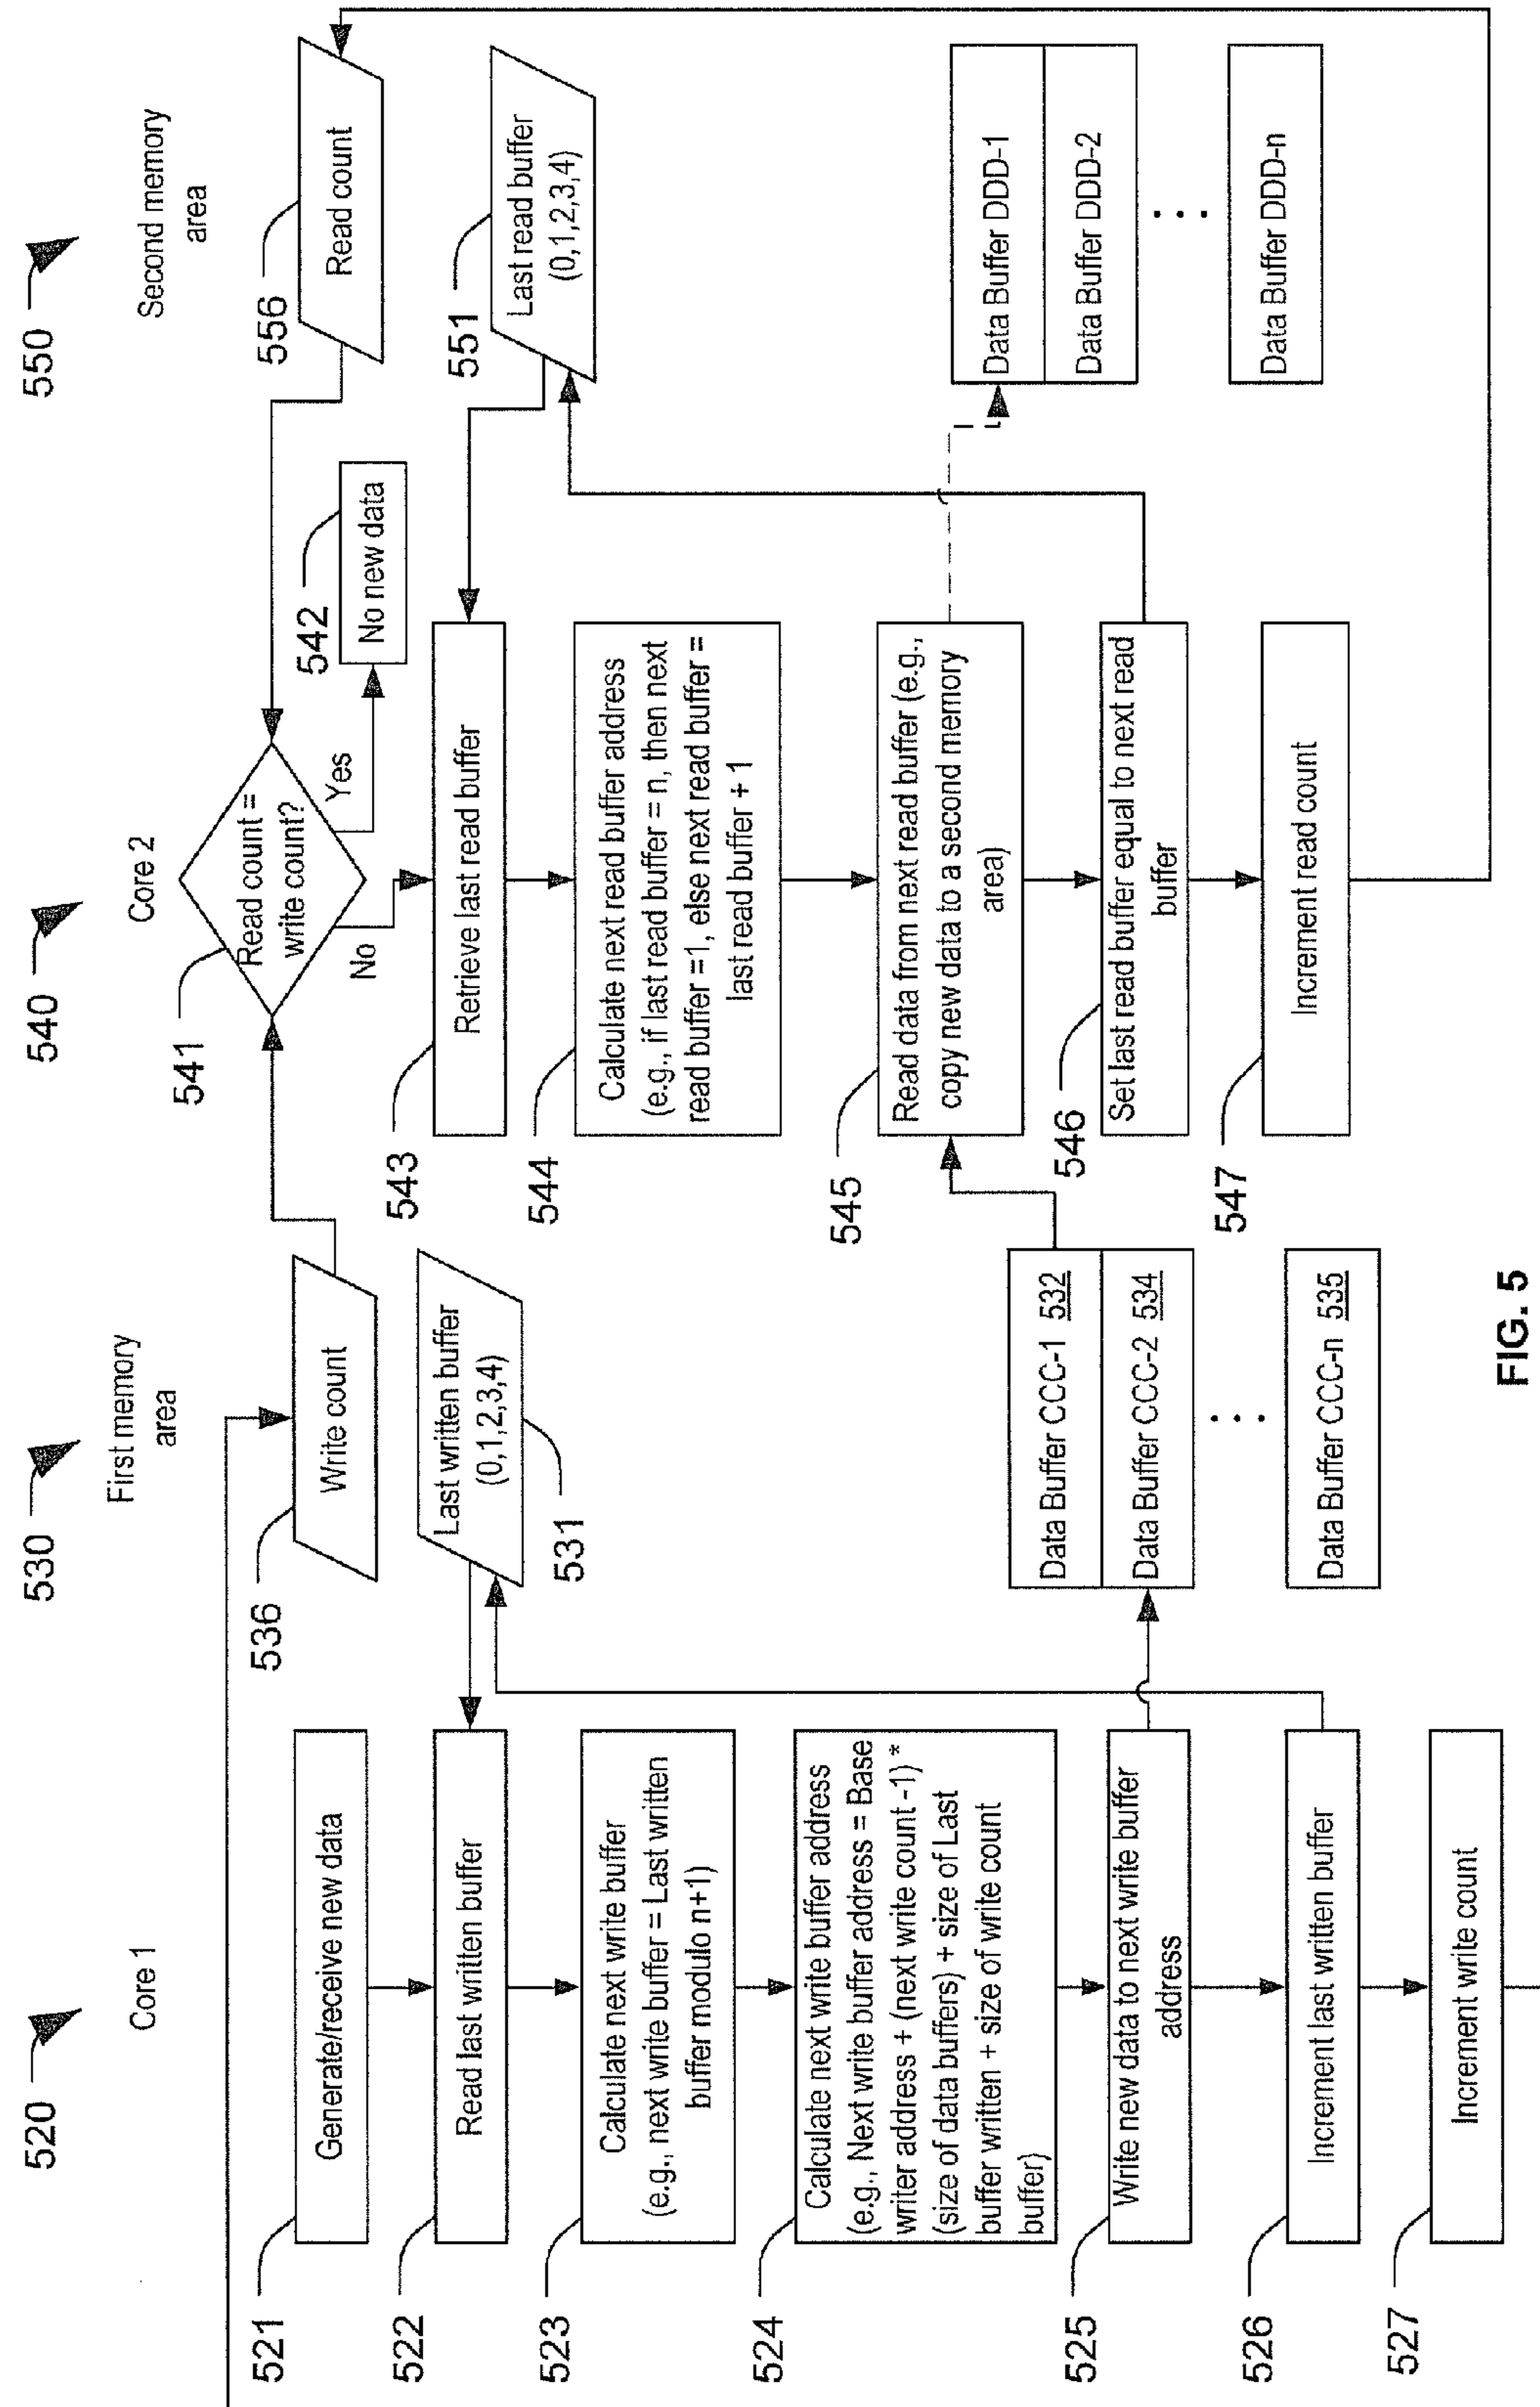 520
Core 1
521
Generate/receive new data
522
Read last written buffer
523
Calculate next write buffer
(e.g., next write buffer = Last written
buffer modulo n+1)
524
Calculate next write buffer address
(e.g., Next write buffer address = Base
writer address + (next write count -1) *
(size of data buffers) + size of Last
buffer written + size of write count
buffer)
525
Write new data to next write buffer
address
526
Increment last written buffer
527
Increment write count
530
First memory
area
536
Write count
Last written buffer
(0,1,2,3,4)
531
Data Buffer CCC-1 532
Data Buffer CCC-2 534
. . .
Data Buffer CCC-n 535
540
Core 2
541
Read count =
write count?
Yes
No
542
No new data
543
Retrieve last read buffer
544
Calculate next read buffer address
(e.g., if last read buffer = n, then next
read buffer =1, else next read buffer =
last read buffer + 1
545
Read data from next read buffer (e.g.,
copy new data to a second memory
area)
546
Set last read buffer equal to next read
buffer
547
Increment read count
550
Second memory
area
556
Read count
551
Last read buffer
(0,1,2,3,4)
Data Buffer DDD-1
Data Buffer DDD-2
. . .
Data Buffer DDD-n
FIG. 5